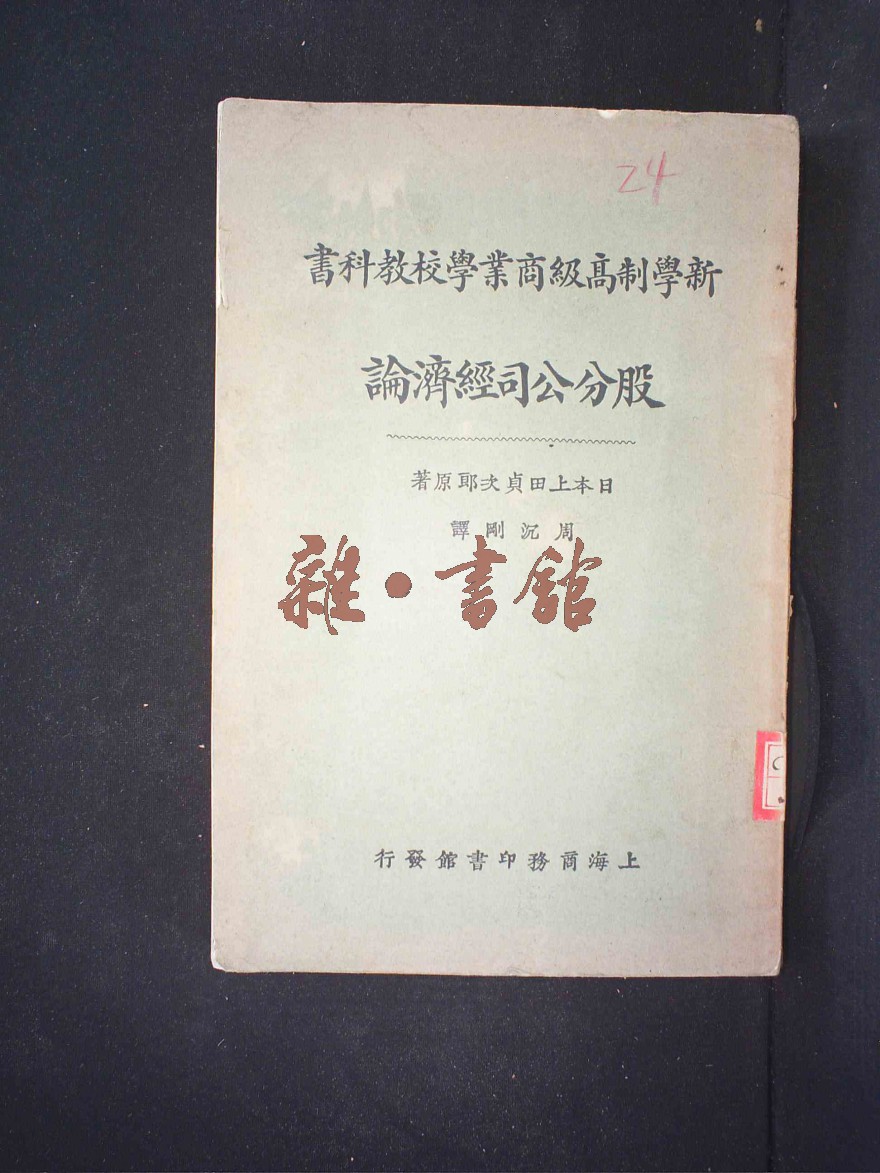 24
新學制高級商業學校教科書
股分公司經濟論
日本上田貞次郎原著
周沉剛譯
雜·書館
上海商務印書館發行